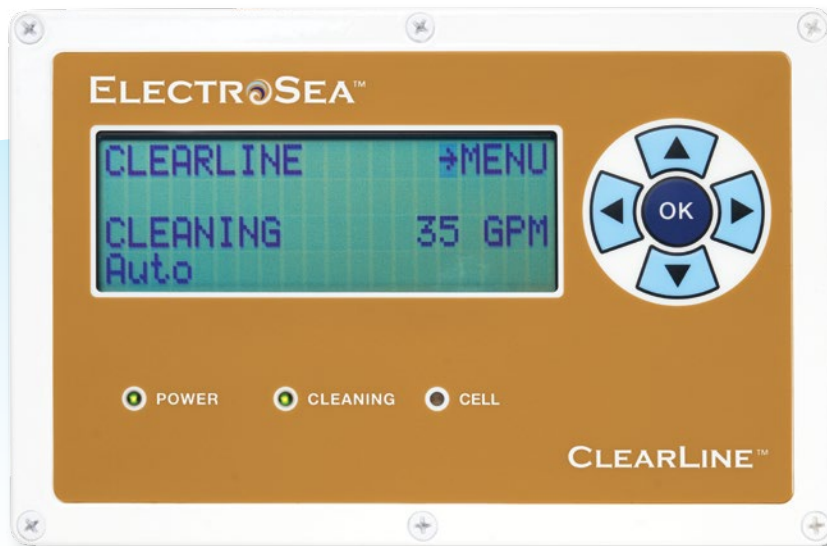 ELECTROSEA™
CLEARLINE →MENU
CLEANING 35 GPM
Auto
OK
POWER CLEANING CELL
CLEARLINE™